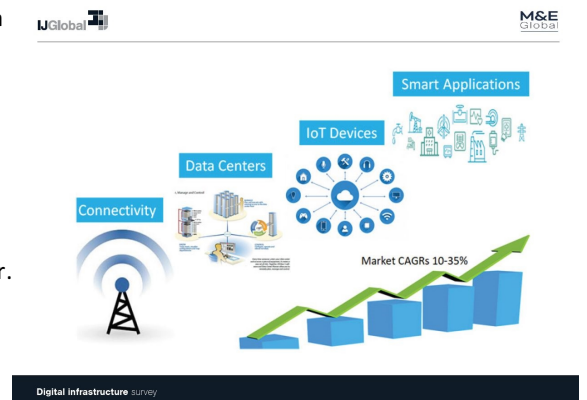 IJGlobal
M&E
Global
Smart Applications
IoT Devices
Data Centers
Connectivity
Market CAGRs 10-35%
r.
Digital infrastructure survey